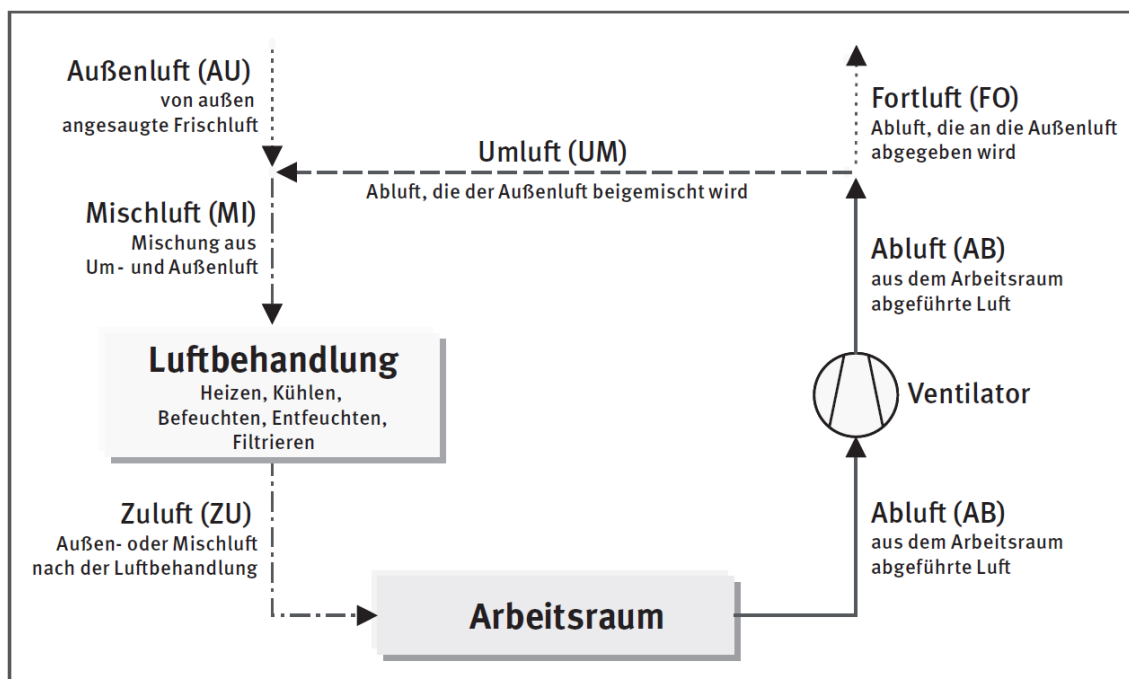 Außenluft (AU)
von außen
angesaugte Frischluft
Fortluft (FO)
Abluft, die an die Außenluft
abgegeben wird
Umluft (UM)
Abluft, die der Außenluft beigemischt wird
Mischluft (MI)
Mischung aus
Um- und Außenluft
Abluft (AB)
aus dem Arbeitsraum
abgeführte Luft
Luftbehandlung
Heizen, Kühlen,
Befeuchten, Entfeuchten,
Filtrieren
Ventilator
Zuluft (ZU)
Außen- oder Mischluft
nach der Luftbehandlung
Abluft (AB)
aus dem Arbeitsraum
abgeführte Luft
Arbeitsraum